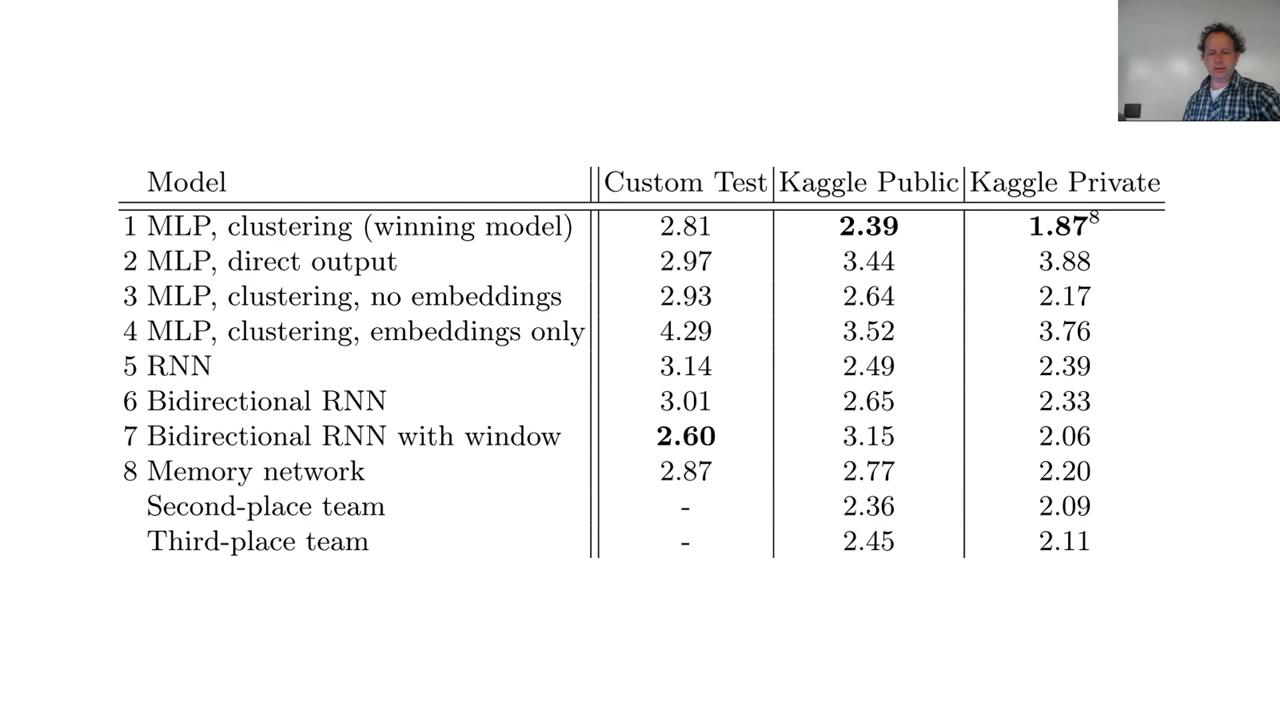 Model Custom Test Kaggle Public Kaggle Private
1 MLP, clustering (winning model) 2.81 2.39 1.87⁸
2 MLP, direct output 2.97 3.44 3.88
3 MLP, clustering, no embeddings 2.93 2.64 2.17
4 MLP, clustering, embeddings only 4.29 3.52 3.76
5 RNN 3.14 2.49 2.39
6 Bidirectional RNN 3.01 2.65 2.33
7 Bidirectional RNN with window 2.60 3.15 2.06
8 Memory network 2.87 2.77 2.20
Second-place team - 2.36 2.09
Third-place team - 2.45 2.11